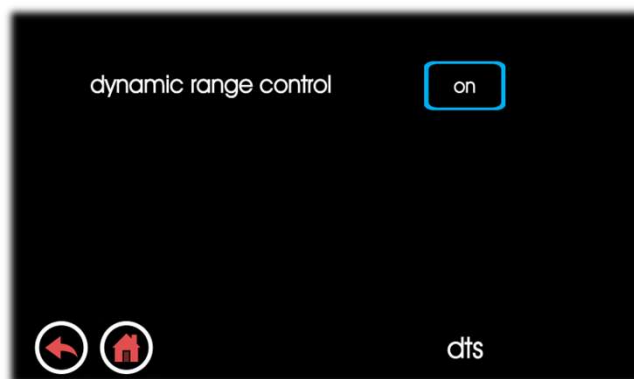 dynamic range control
on
dts